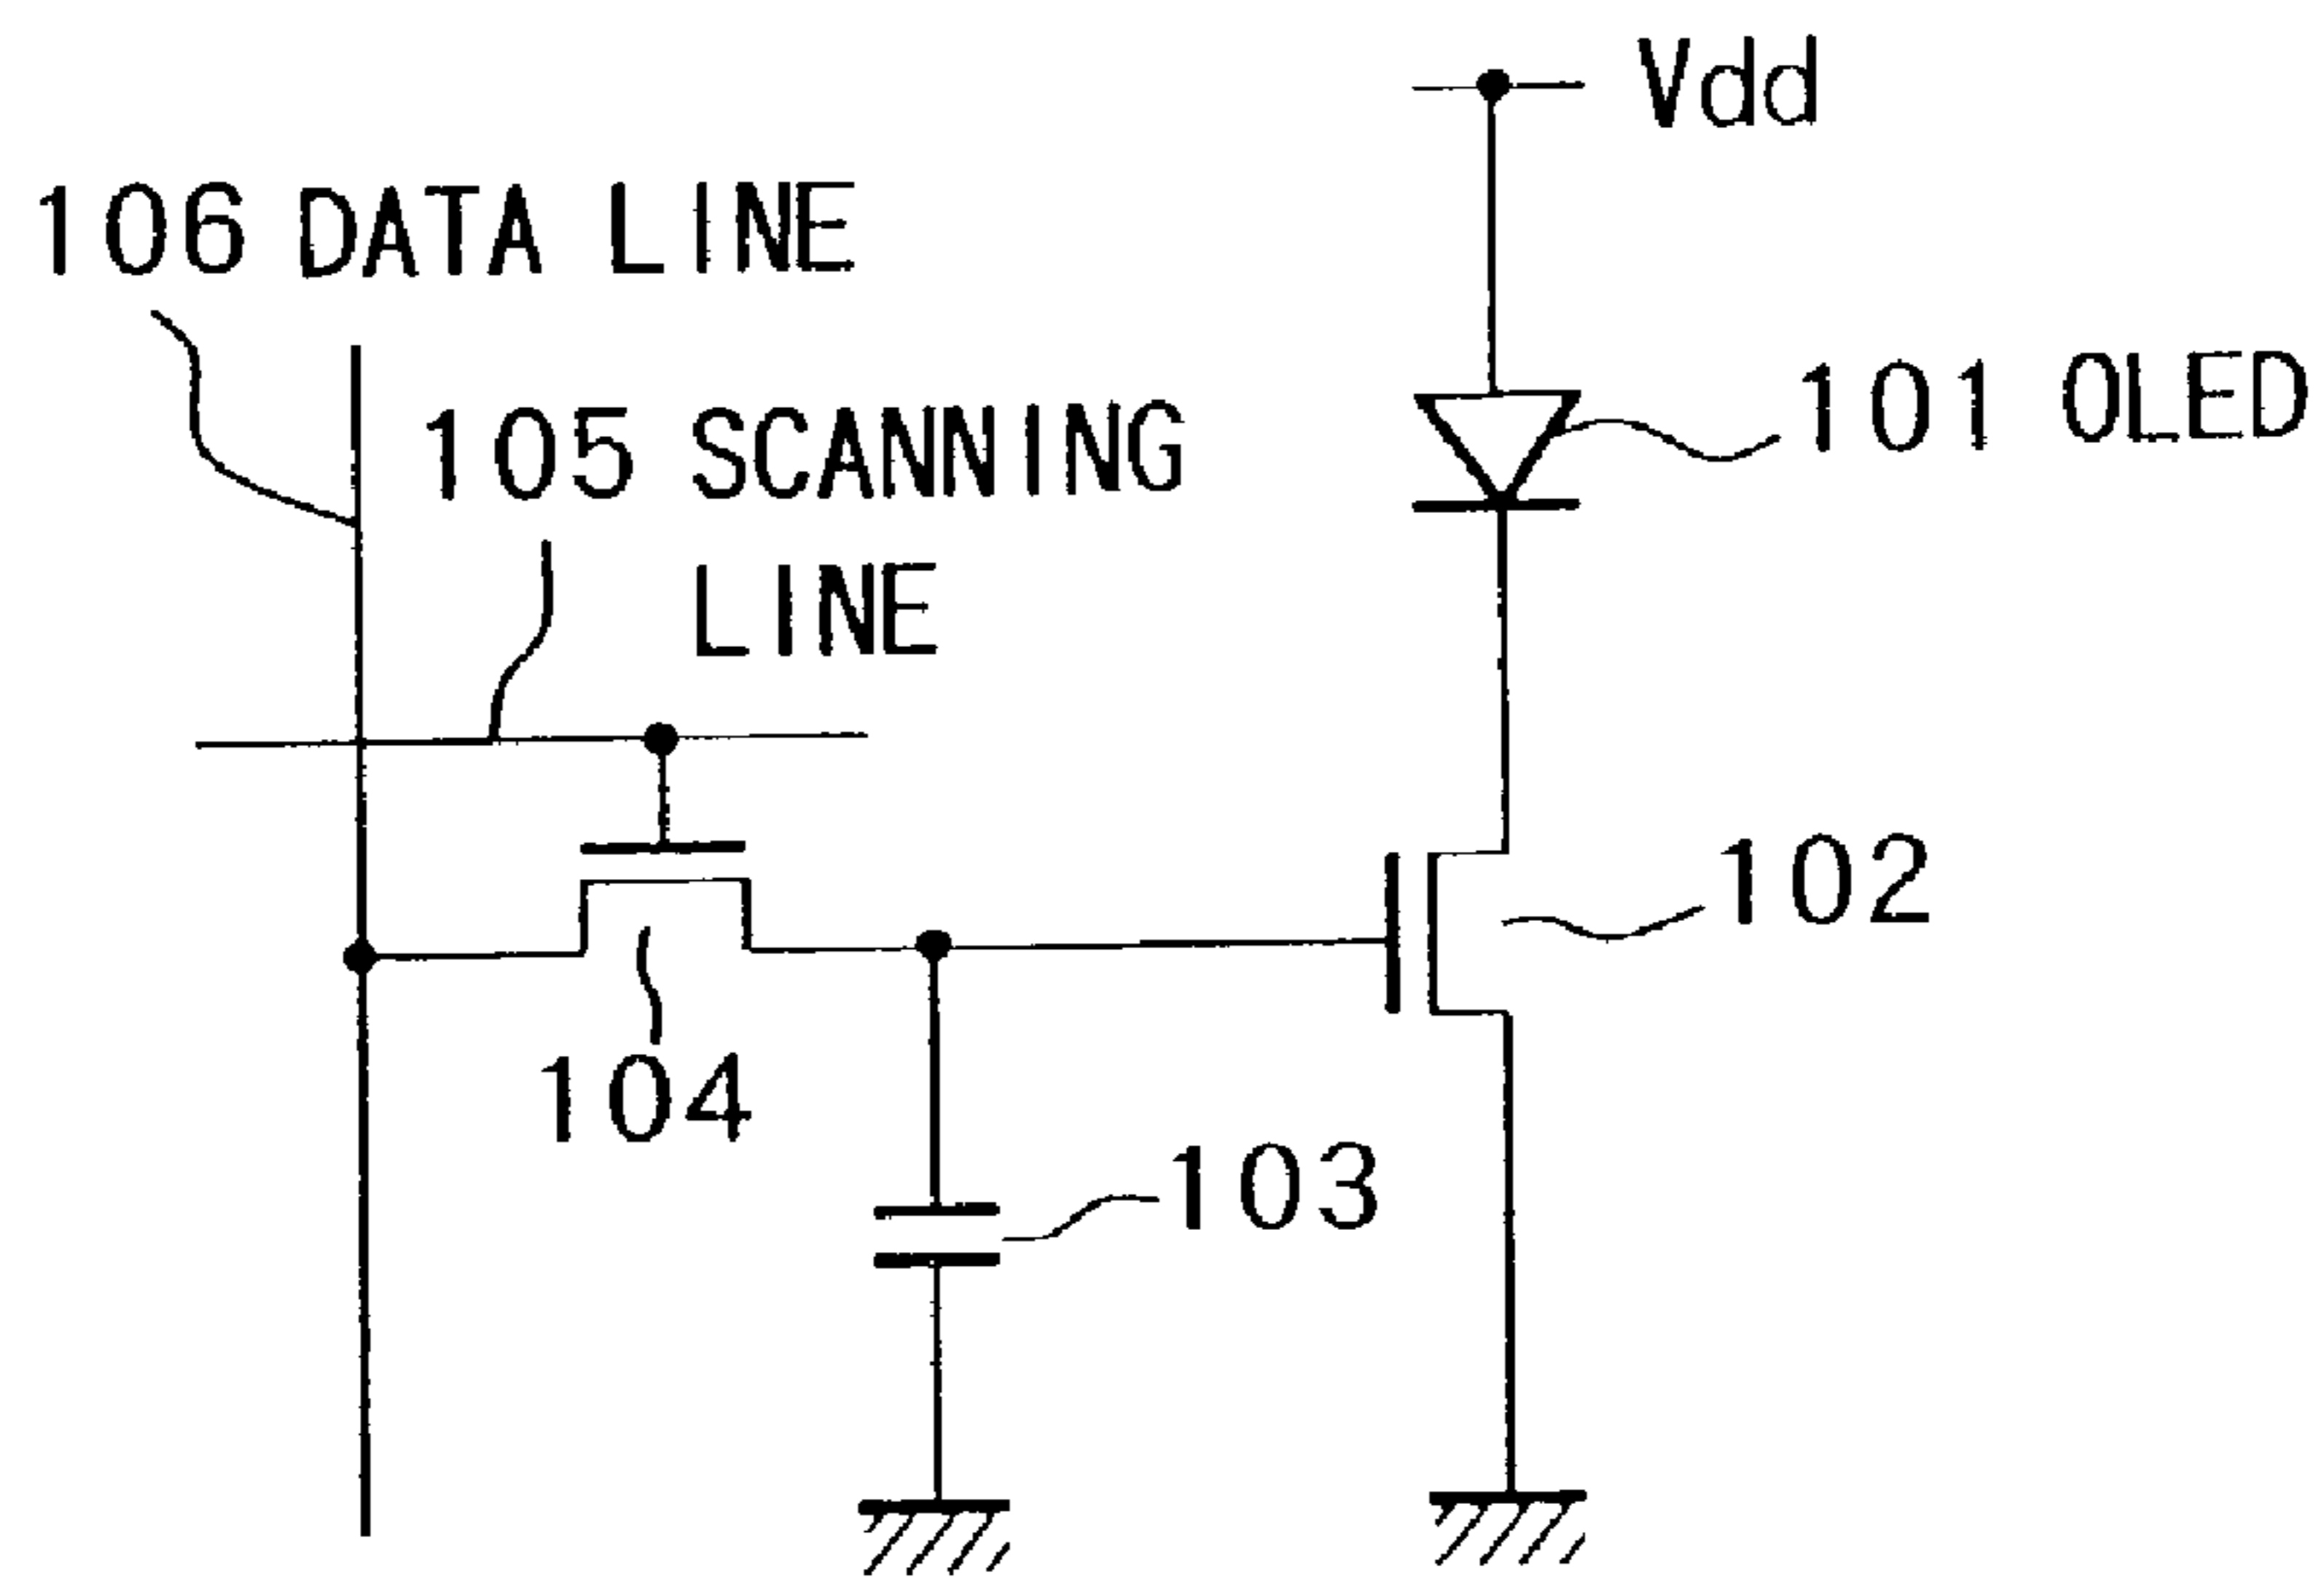 Vdd
106 DATA LINE
101 OLED
105 SCANNING
LINE
102
104
103